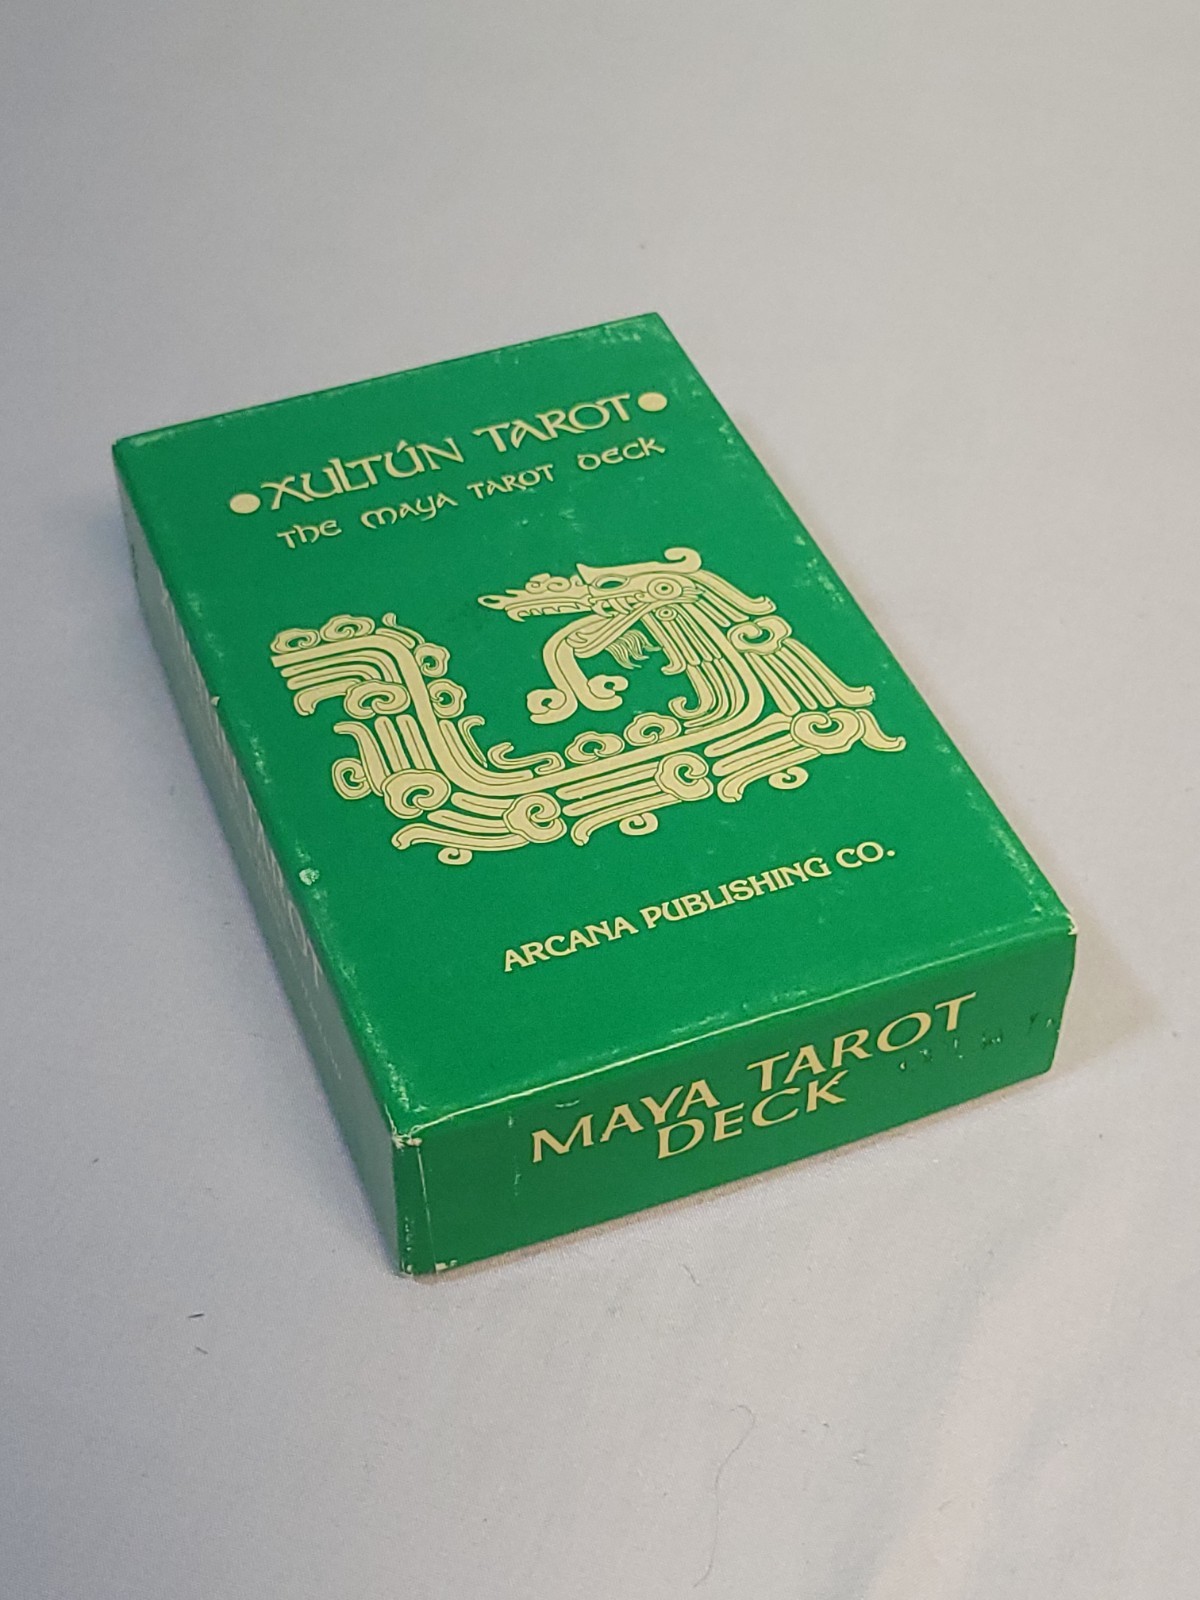 ●XULTÚN TAROT●
The Maya Tarot Deck
ARCANA PUBLISHING CO.
MAYA TAROT
DECK